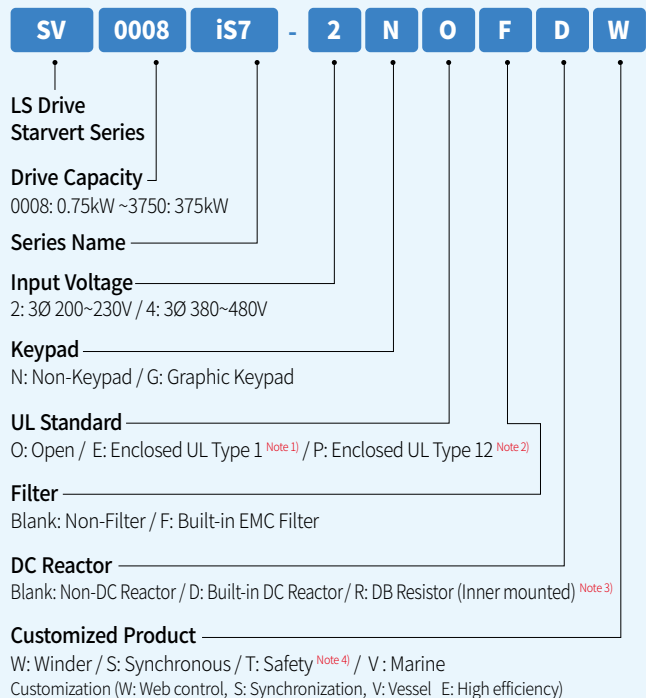 SV 0008 iS7 - 2 N O F D W
LS Drive
Starvert Series
Drive Capacity
0008: 0.75kW ~3750: 375kW
Series Name
Input Voltage
2: 3Ø 200~230V / 4: 3Ø 380~480V
Keypad
N: Non-Keypad / G: Graphic Keypad
UL Standard
O: Open / E: Enclosed UL Type 1 Note 1) / P: Enclosed UL Type 12 Note 2)
Filter
Blank: Non-Filter / F: Built-in EMC Filter
DC Reactor
Blank: Non-DC Reactor / D: Built-in DC Reactor / R: DB Resistor (Inner mounted) Note 3)
Customized Product
W: Winder / S: Synchronous / T: Safety Note 4) / V : Marine
Customization (W: Web control, S: Synchronization, V: Vessel E: High efficiency)